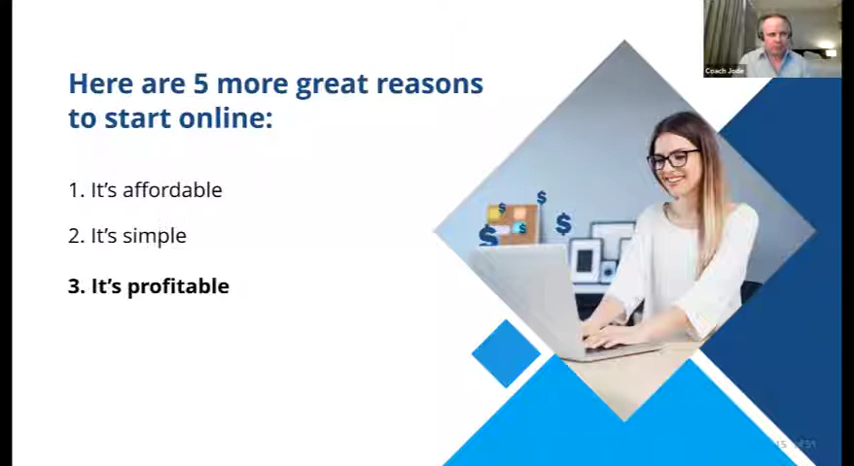 Here are 5 more great reasons
to start online:
1. It's affordable
2. It's simple
3. It's profitable
$
$
$
$
$
Coach Jode